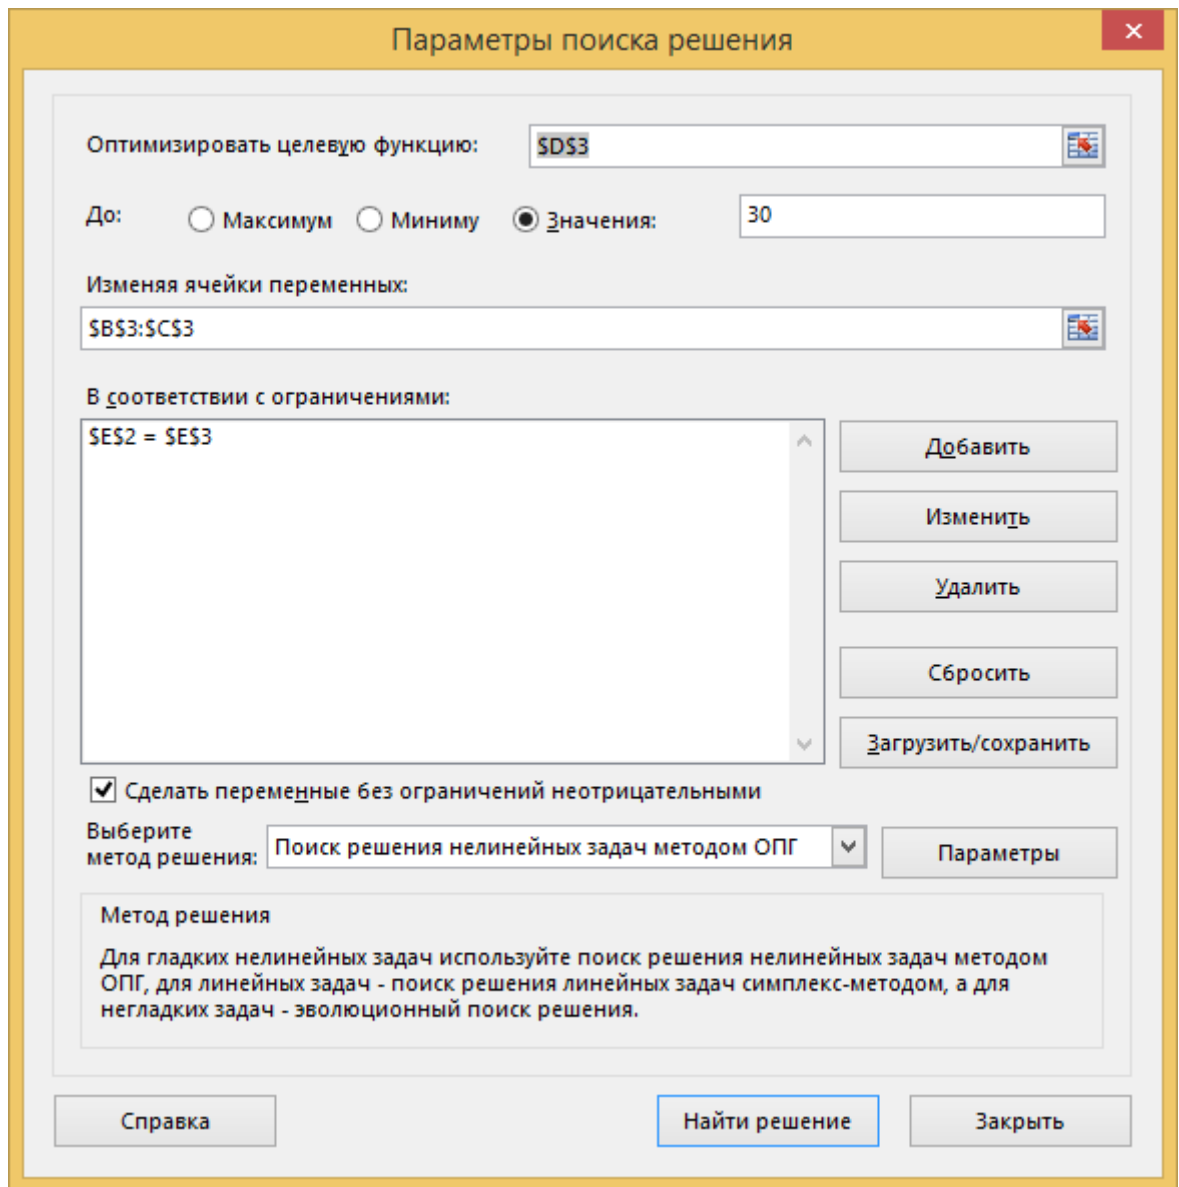 Параметры поиска решения
Оптимизировать целевую функцию:
$D$3
До:
Максимум
Миниму
Значения:
30
Изменяя ячейки переменных:
$B$3:$C$3
В соответствии с ограничениями:
$E$2 = $E$3
Добавить
Изменить
Удалить
Сбросить
Загрузить/сохранить
Сделать переменные без ограничений неотрицательными
Выберите
метод решения:
Поиск решения нелинейных задач методом ОПГ
Параметры
Метод решения
Для гладких нелинейных задач используйте поиск решения нелинейных задач методом
ОПГ, для линейных задач - поиск решения линейных задач симплекс-методом, а для
негладких задач - эволюционный поиск решения.
Справка
Найти решение
Закрыть